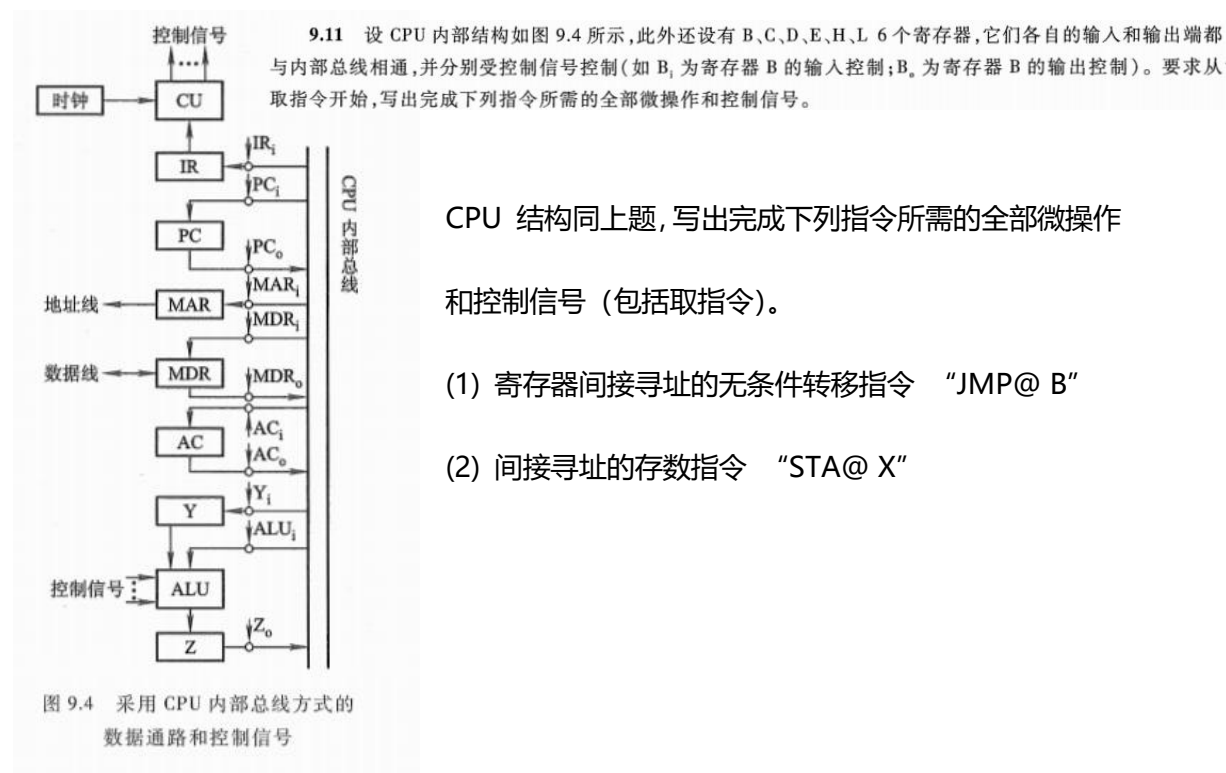 控制信号
9.11 设 CPU 内部结构如图 9.4 所示,此外还设有 B、C、D、E、H、L 6 个寄存器,它们各自的输入和输出端都
与内部总线相通,并分别受控制信号控制(如 Bi 为寄存器 B 的输入控制;Bo 为寄存器 B 的输出控制)。要求从
取指令开始,写出完成下列指令所需的全部微操作和控制信号。
时钟
CU
IR
IRi
PCi
PC
PCo
CPU 内部总线
MARi
地址线
MAR
MDRi
数据线
MDR
MDRo
AC
ACi
ACo
Yi
Y
ALUi
控制信号
ALU
Zo
Z
图 9.4 采用 CPU 内部总线方式的
数据通路和控制信号
CPU 结构同上题,写出完成下列指令所需的全部微操作
和控制信号(包括取指令)。
(1) 寄存器间接寻址的无条件转移指令 “JMP@ B”
(2) 间接寻址的存数指令 “STA@ X”